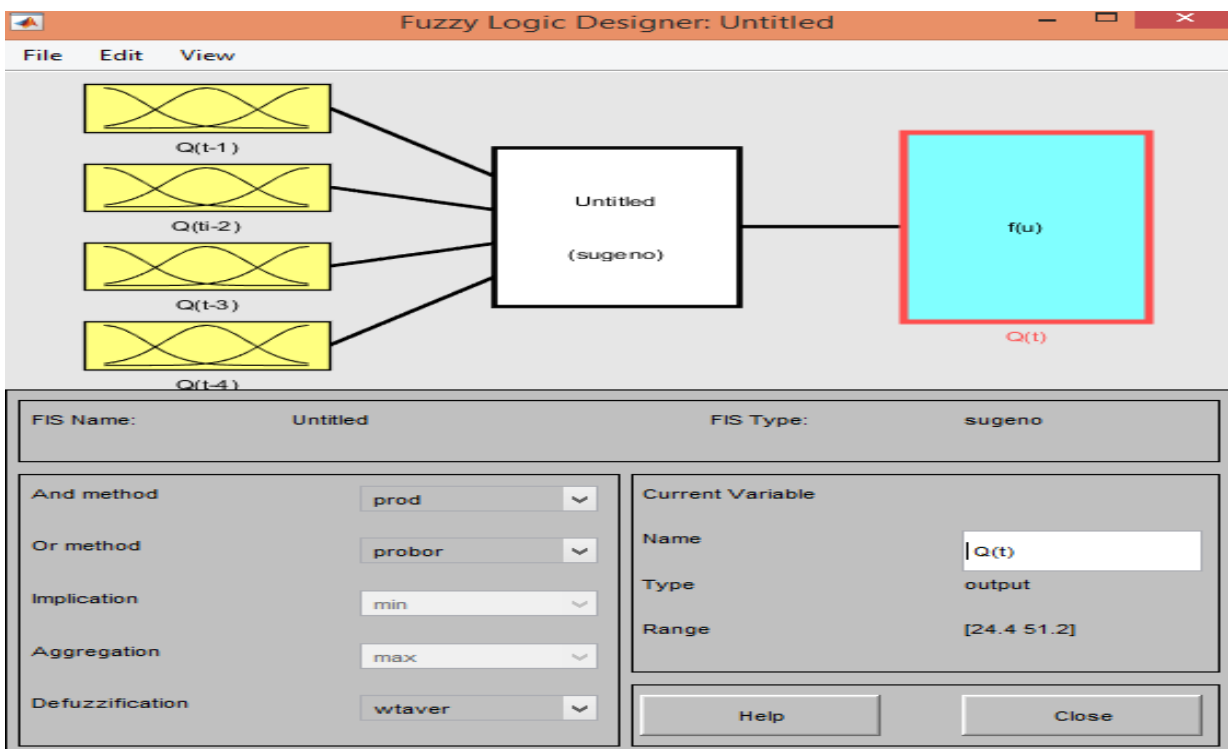 Fuzzy Logic Designer: Untitled
File Edit View
Q(t-1)
Q(ti-2)
Q(t-3)
Q(t-4)
Untitled
(sugeno)
f(u)
Q(t)
FIS Name: Untitled FIS Type: sugeno
And method prod
Or method probor
Implication min
Aggregation max
Defuzzification wtaver
Current Variable
Name Q(t)
Type output
Range [24.4 51.2]
Help Close